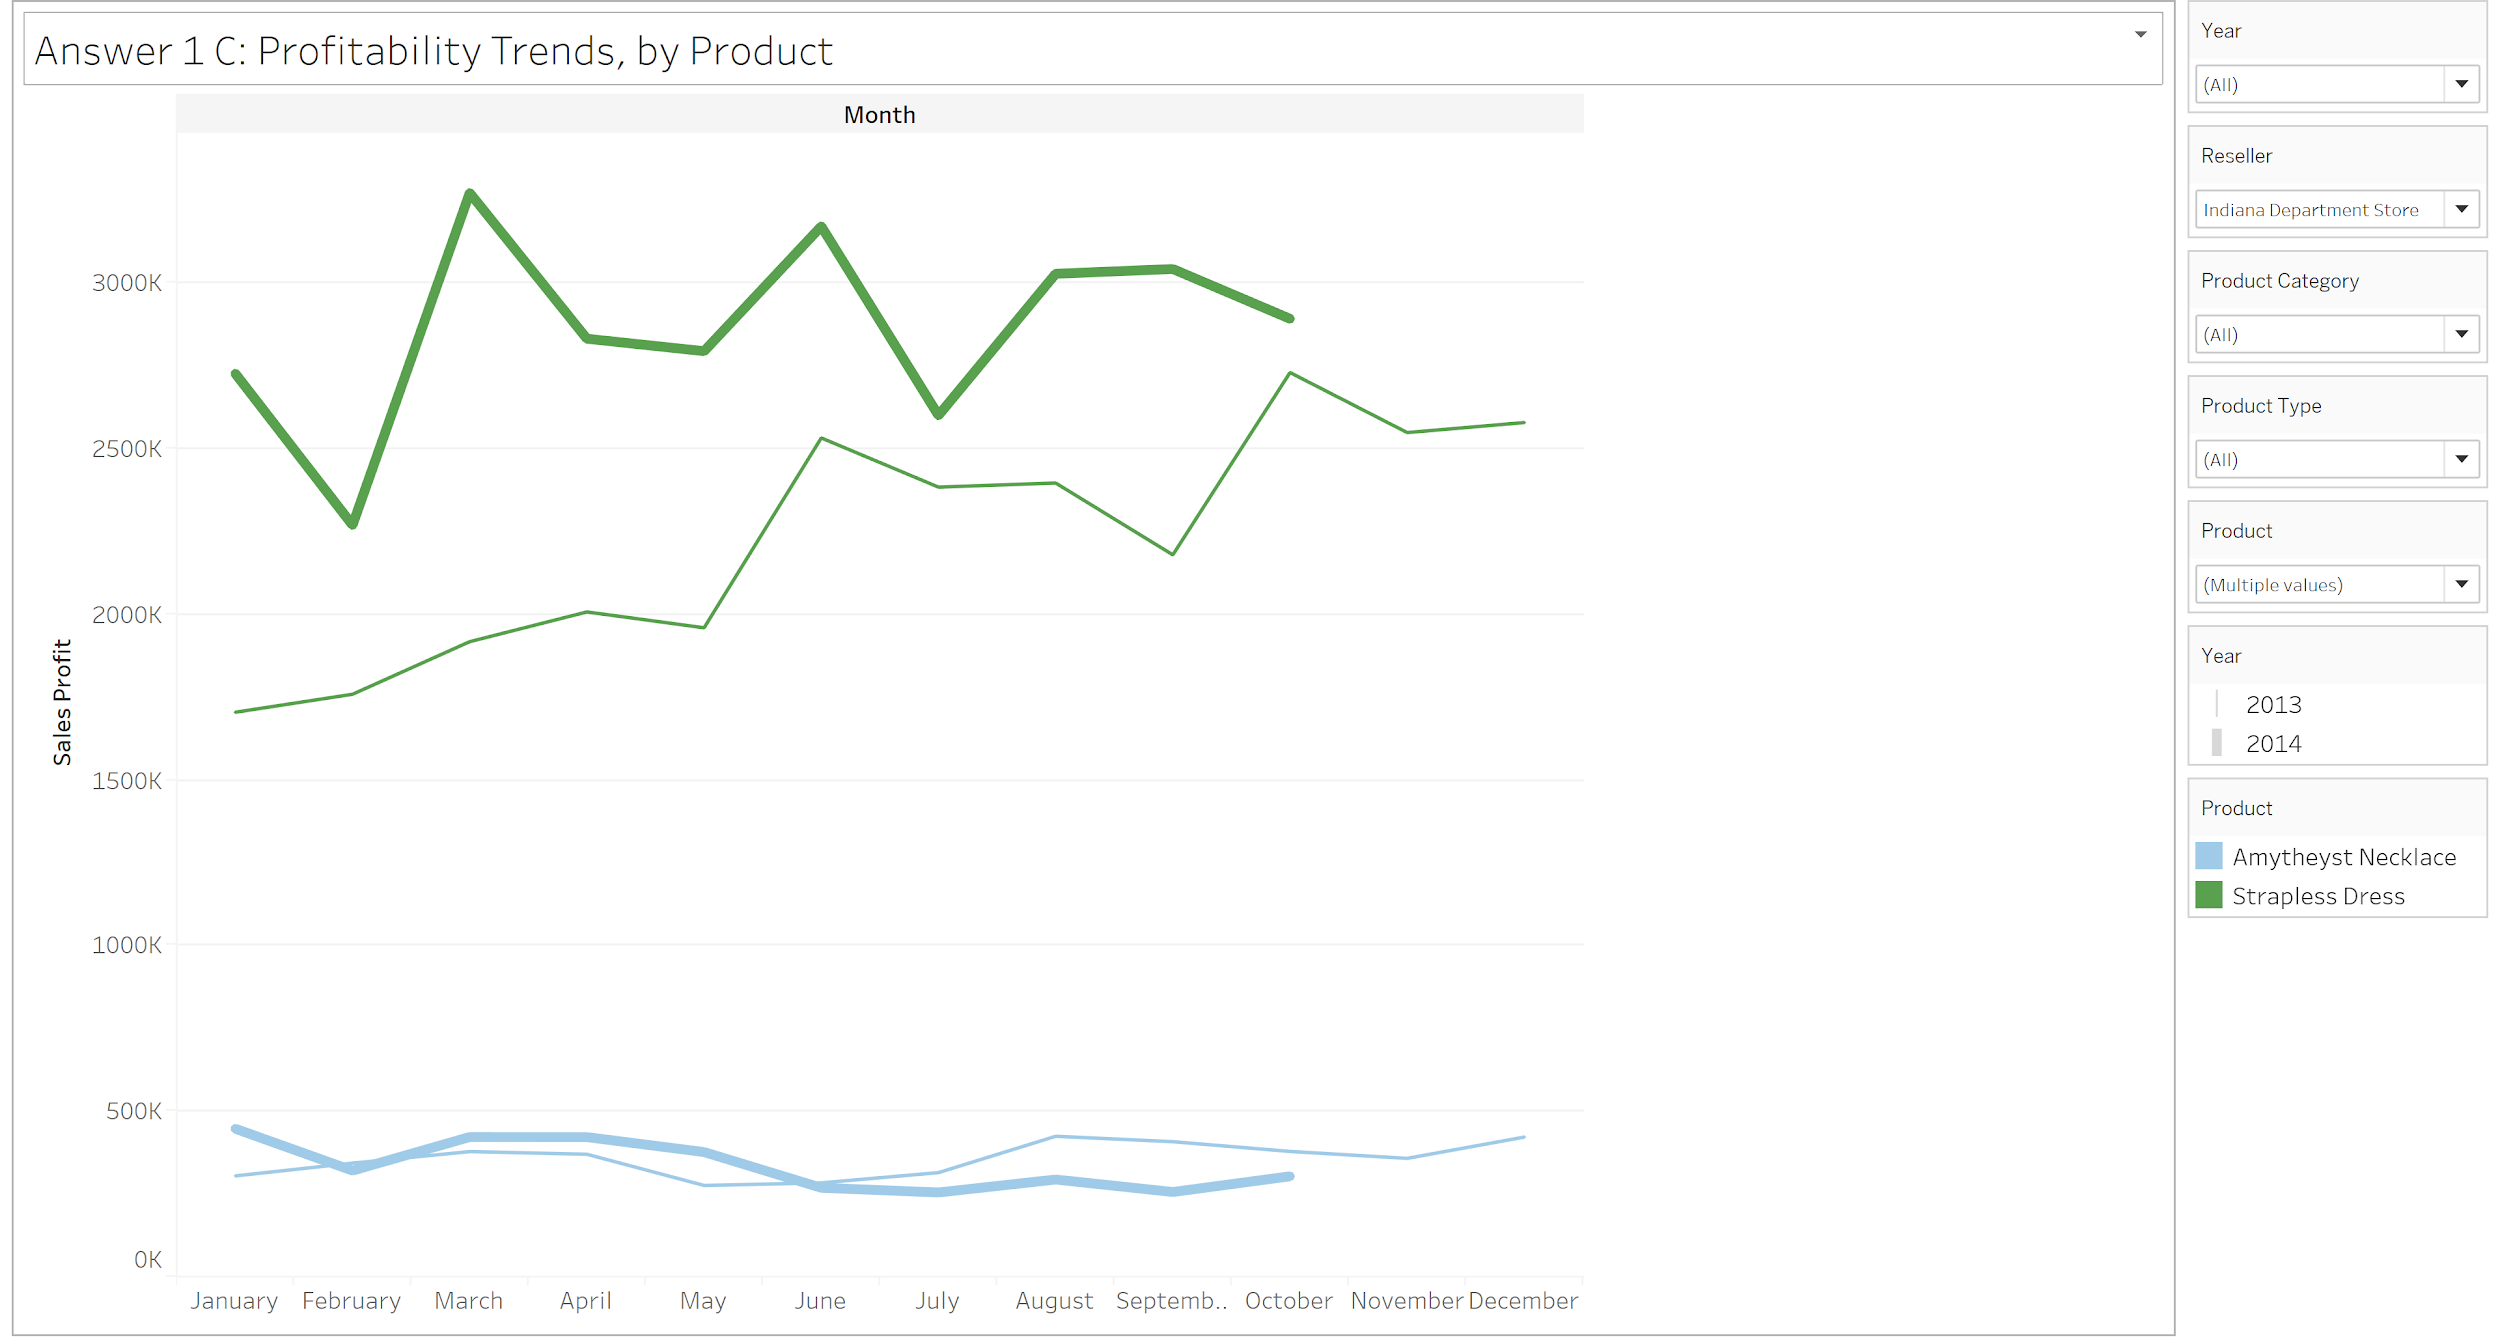 Answer 1 C: Profitability Trends, by Product
Month
Sales Profit
3000K
2500K
2000K
1500K
1000K
500K
0K
January February March April May June July August Septemb.. October November December
Year
(All)
Reseller
Indiana Department Store
Product Category
(All)
Product Type
(All)
Product
(Multiple values)
Year
2013
2014
Product
Amytheyst Necklace
Strapless Dress